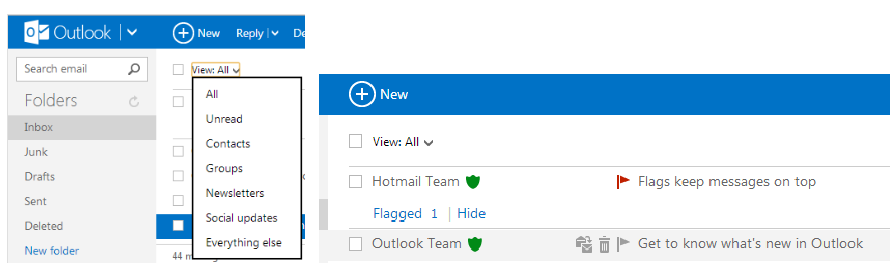 Outlook
New Reply De
Search email
View: All
Folders
All
Inbox
Unread
Junk
Contacts
Drafts
Groups
Sent
Newsletters
Deleted
Social updates
New folder
Everything else
44 m
New
View: All
Hotmail Team Flags keep messages on top
Flagged 1 | Hide
Outlook Team Get to know what's new in Outlook